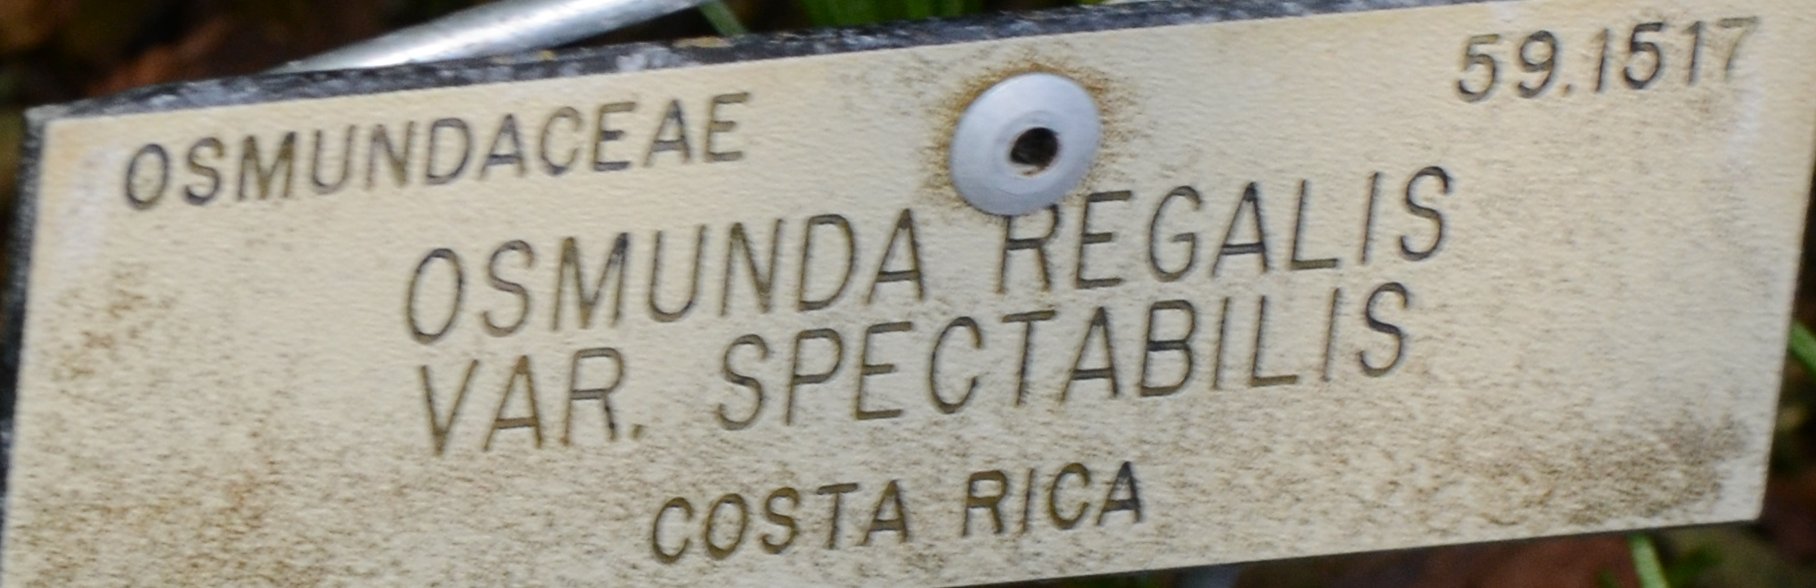 OSMUNDACEAE 59.1517
OSMUNDA REGALIS
VAR. SPECTABILIS
COSTA RICA